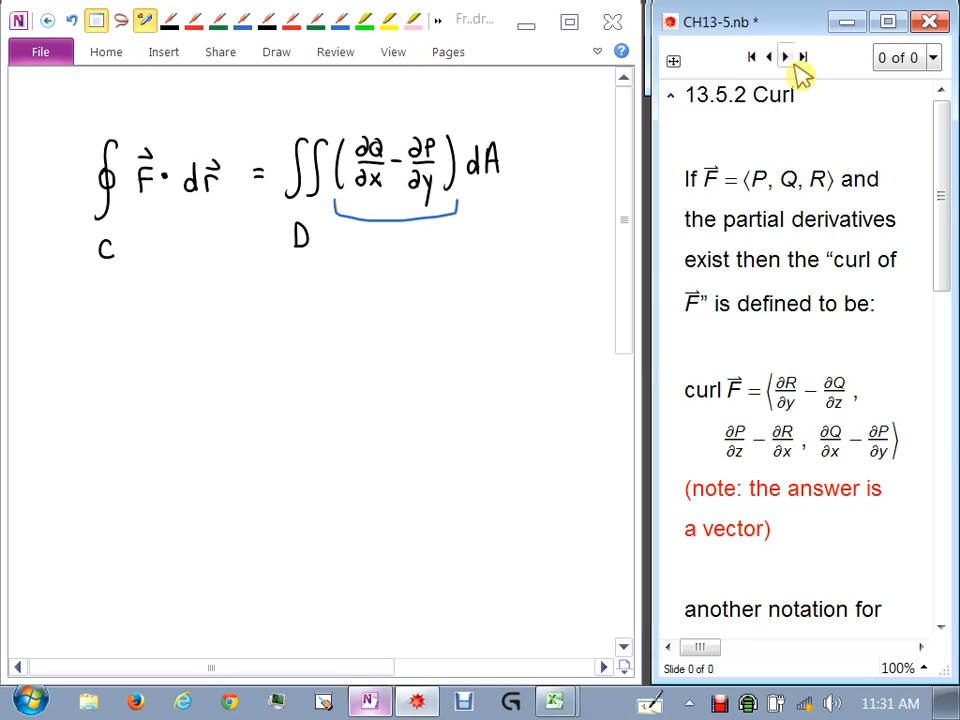 Fr..dr...
File Home Insert Share Draw View Pages
∮ F⃗ · dr⃗ = ∬ (∂Q/∂x − ∂P/∂y) dA
C D
CH13-5.nb *
0 of 0
13.5.2 Curl
If F⃗ = ⟨P, Q, R⟩ and
the partial derivatives
exist then the “curl of
F⃗” is defined to be:
curl F⃗ = ⟨∂R/∂y − ∂Q/∂z ,
∂P/∂z − ∂R/∂x , ∂Q/∂x − ∂P/∂y⟩
(note: the answer is
a vector)
another notation for
Slide 0 of 0 100%
11:31 AM